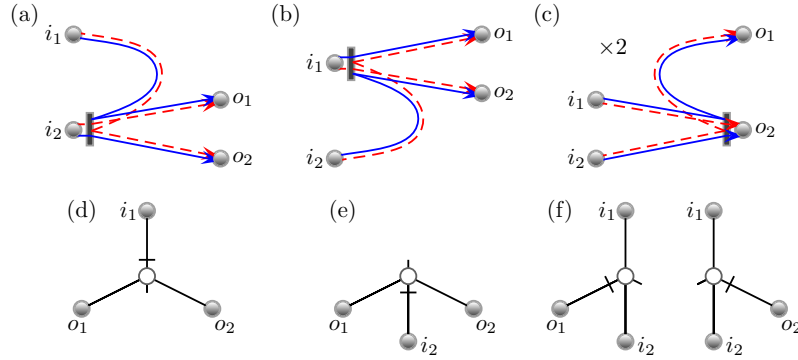 (a)
i₁
i₂
o₁
o₂
(b)
i₁
i₂
o₁
o₂
(c)
×2
i₁
i₂
o₁
o₂
(d)
i₁
o₁
o₂
(e)
o₁
o₂
i₂
(f)
i₁
o₁
i₂
i₁
o₂
i₂